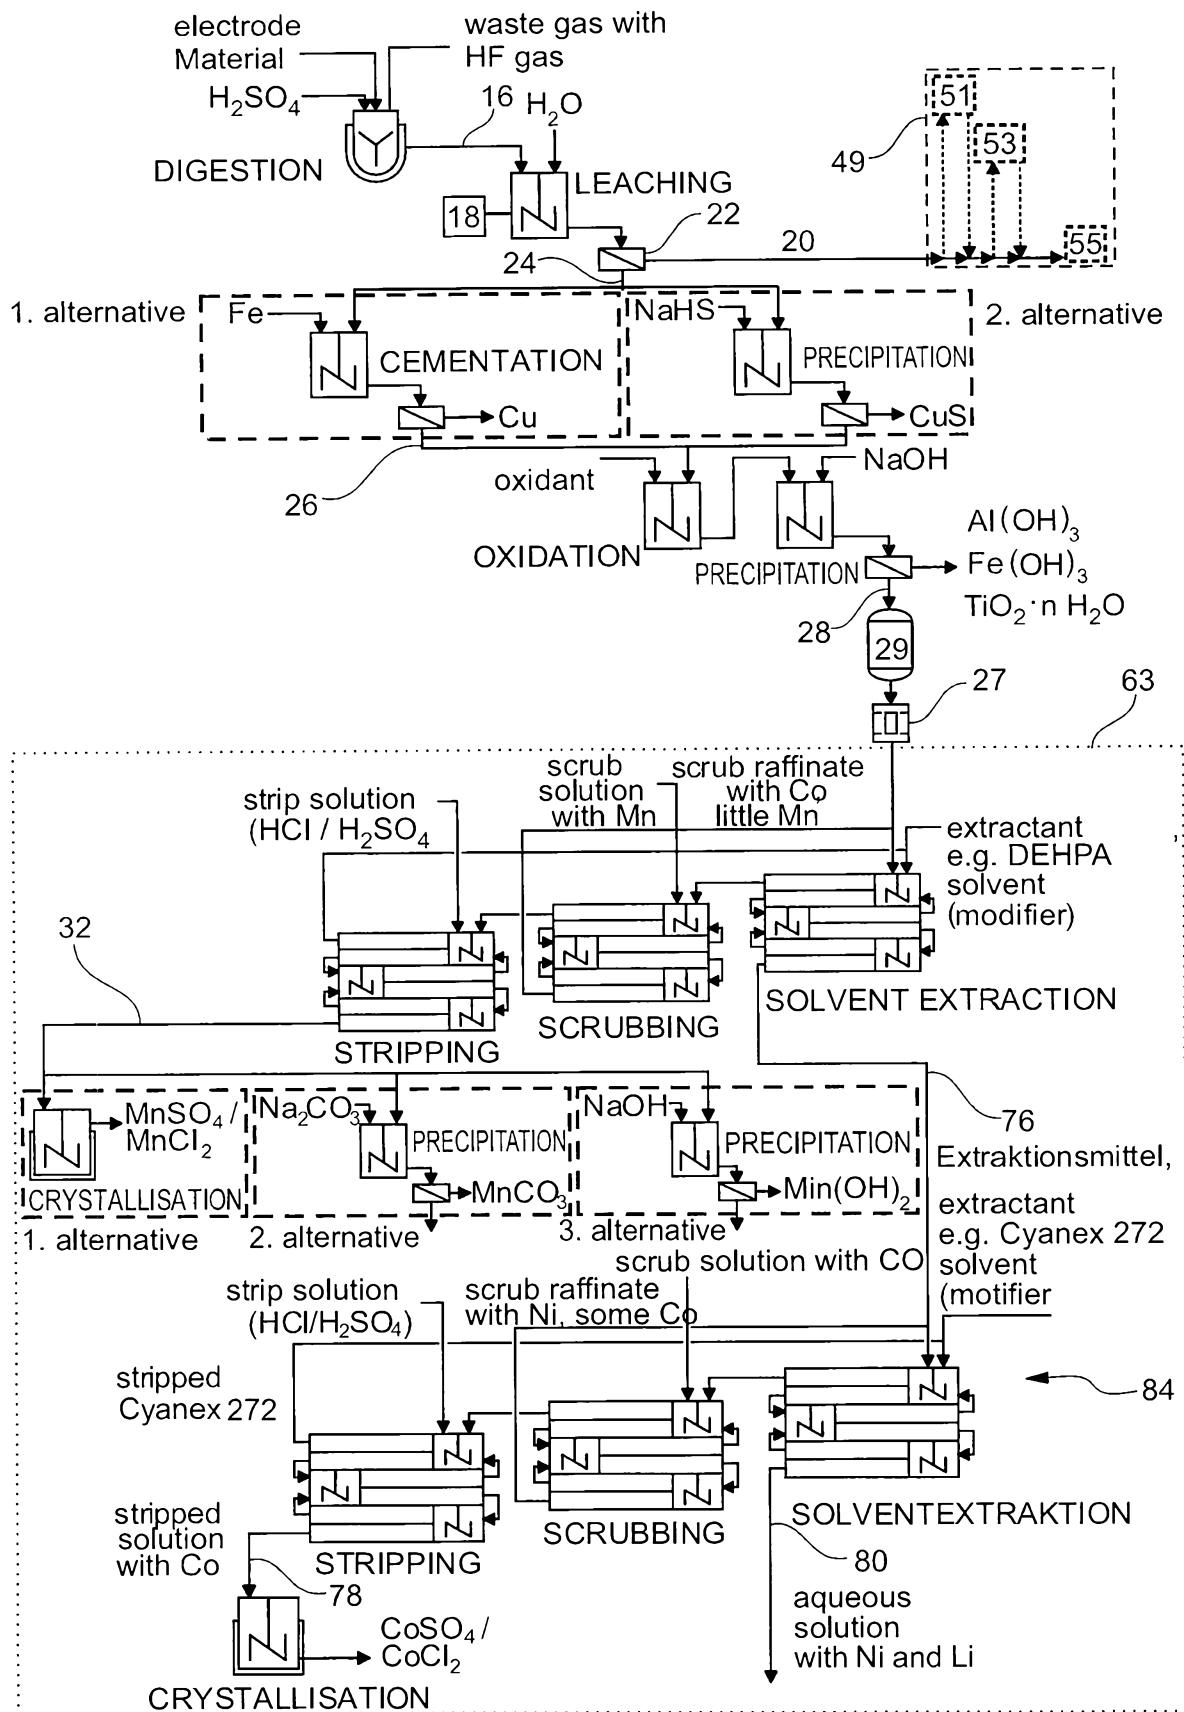 electrode
Material
waste gas with
HF gas
H₂SO₄
16
H₂O
DIGESTION
LEACHING
18
22
20
24
49
51
53
55
1. alternative
Fe
CEMENTATION
Cu
NaHS
PRECIPITATION
CuS
2. alternative
26
oxidant
OXIDATION
NaOH
PRECIPITATION
Al(OH)₃
Fe(OH)₃
TiO₂·n H₂O
28
29
27
63
strip solution
(HCl / H₂SO₄
scrub
solution
with Mn
scrub raffinate
with Co,
little Mn
extractant
e.g. DEHPA
solvent
(modifier)
,
32
STRIPPING
SCRUBBING
SOLVENT EXTRACTION
MnSO₄/
MnCl₂
CRYSTALLISATION
1. alternative
Na₂CO₃
PRECIPITATION
MnCO₃
2. alternative
NaOH
PRECIPITATION
Min(OH)₂
3. alternative
76
Extraktionsmittel,
extractant
e.g. Cyanex 272
solvent
(motifier
scrub solution with CO
strip solution
(HCl/H₂SO₄)
scrub raffinate
with Ni, some Co
stripped
Cyanex 272
84
stripped
solution
with Co
STRIPPING
SCRUBBING
SOLVENTEXTRAKTION
78
80
aqueous
solution
with Ni and Li
CoSO₄/
CoCl₂
CRYSTALLISATION